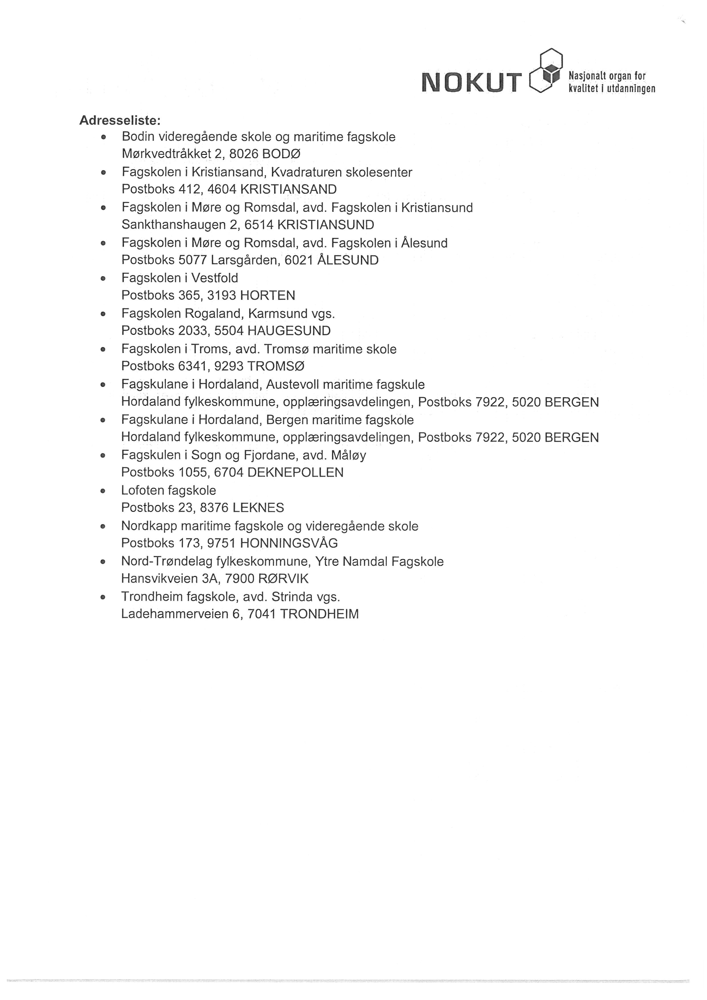 NOKUT
Nasjonalt organ for
kvalitet i utdanningen
Adresseliste:
• Bodin videregående skole og maritime fagskole
Mørkvedtråkket 2, 8026 BODØ
• Fagskolen i Kristiansand, Kvadraturen skolesenter
Postboks 412, 4604 KRISTIANSAND
• Fagskolen i Møre og Romsdal, avd. Fagskolen i Kristiansund
Sankthanshaugen 2, 6514 KRISTIANSUND
• Fagskolen i Møre og Romsdal, avd. Fagskolen i Ålesund
Postboks 5077 Larsgården, 6021 ÅLESUND
• Fagskolen i Vestfold
Postboks 365, 3193 HORTEN
• Fagskolen Rogaland, Karmsund vgs.
Postboks 2033, 5504 HAUGESUND
• Fagskolen i Troms, avd. Tromsø maritime skole
Postboks 6341, 9293 TROMSØ
• Fagskulane i Hordaland, Austevoll maritime fagskule
Hordaland fylkeskommune, opplæringsavdelingen, Postboks 7922, 5020 BERGEN
• Fagskulane i Hordaland, Bergen maritime fagskole
Hordaland fylkeskommune, opplæringsavdelingen, Postboks 7922, 5020 BERGEN
• Fagskulen i Sogn og Fjordane, avd. Måløy
Postboks 1055, 6704 DEKNEPOLLEN
• Lofoten fagskole
Postboks 23, 8376 LEKNES
• Nordkapp maritime fagskole og videregående skole
Postboks 173, 9751 HONNINGSVÅG
• Nord-Trøndelag fylkeskommune, Ytre Namdal Fagskole
Hansvikveien 3A, 7900 RØRVIK
• Trondheim fagskole, avd. Strinda vgs.
Ladehammerveien 6, 7041 TRONDHEIM